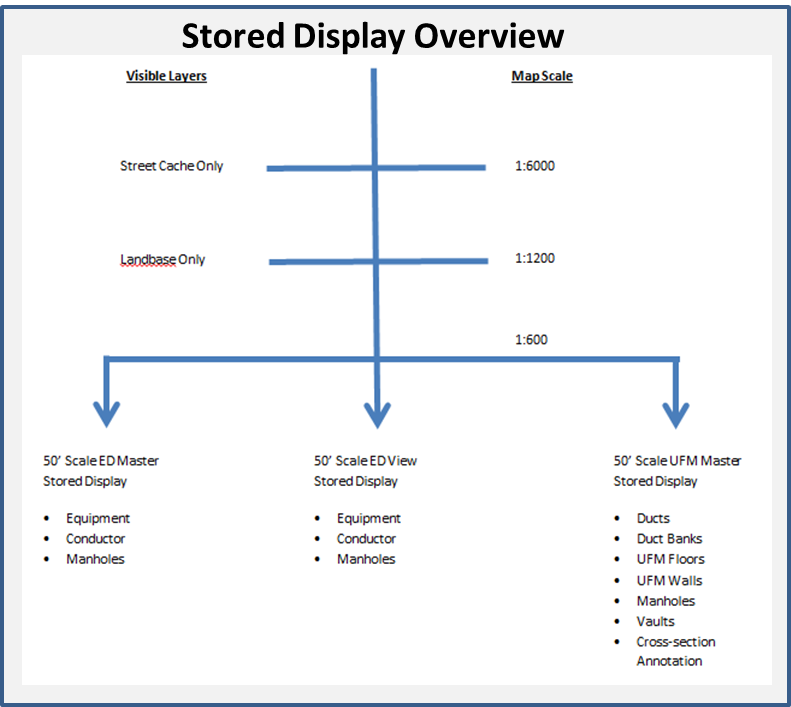 Stored Display Overview
Visible Layers
Map Scale
Street Cache Only
1:6000
Landbase Only
1:1200
1:600
50’ Scale ED Master
Stored Display
• Equipment
• Conductor
• Manholes
50’ Scale ED View
Stored Display
• Equipment
• Conductor
• Manholes
50’ Scale UFM Master
Stored Display
• Ducts
• Duct Banks
• UFM Floors
• UFM Walls
• Manholes
• Vaults
• Cross-section
Annotation